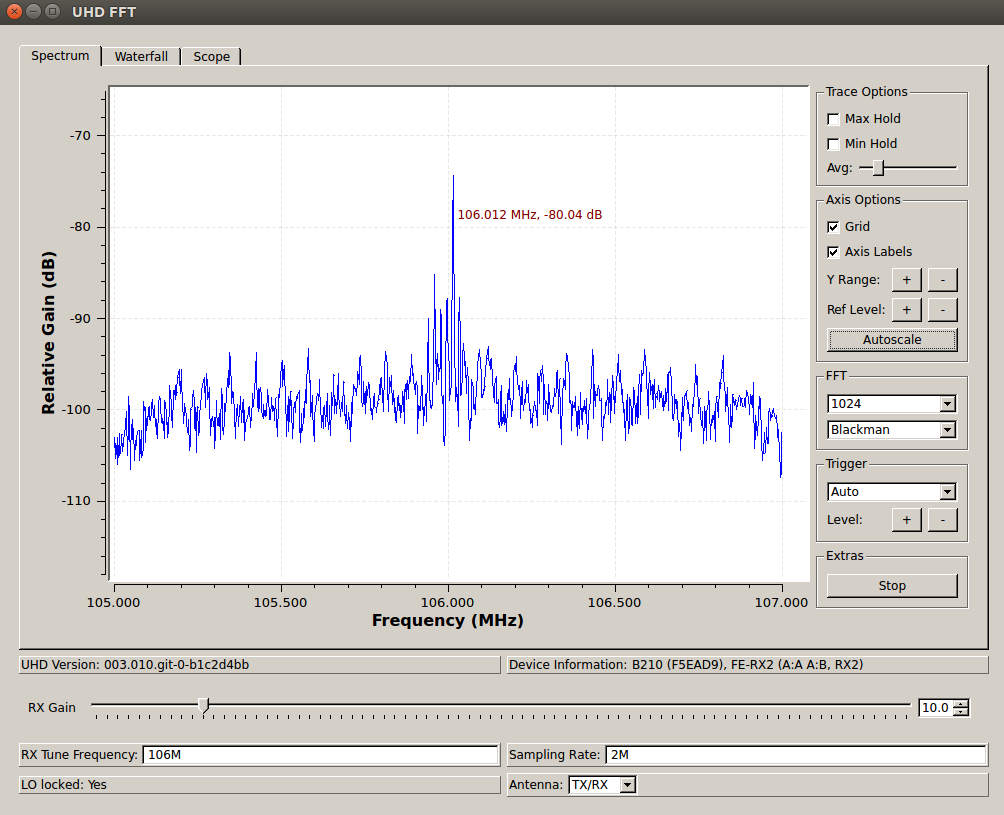 UHD FFT
Spectrum Waterfall Scope
-70
-80
-90
-100
-110
Relative Gain (dB)
106.012 MHz, -80.04 dB
105.000 105.500 106.000 106.500 107.000
Frequency (MHz)
Trace Options
Max Hold
Min Hold
Avg:
Axis Options
Grid
Axis Labels
Y Range: + -
Ref Level: + -
Autoscale
FFT
1024
Blackman
Trigger
Auto
Level: + -
Extras
Stop
UHD Version: 003.010.git-0-b1c2d4bb
Device Information: B210 (F5EAD9), FE-RX2 (A:A A:B, RX2)
RX Gain 10.0
RX Tune Frequency: 106M
Sampling Rate: 2M
LO locked: Yes
Antenna: TX/RX